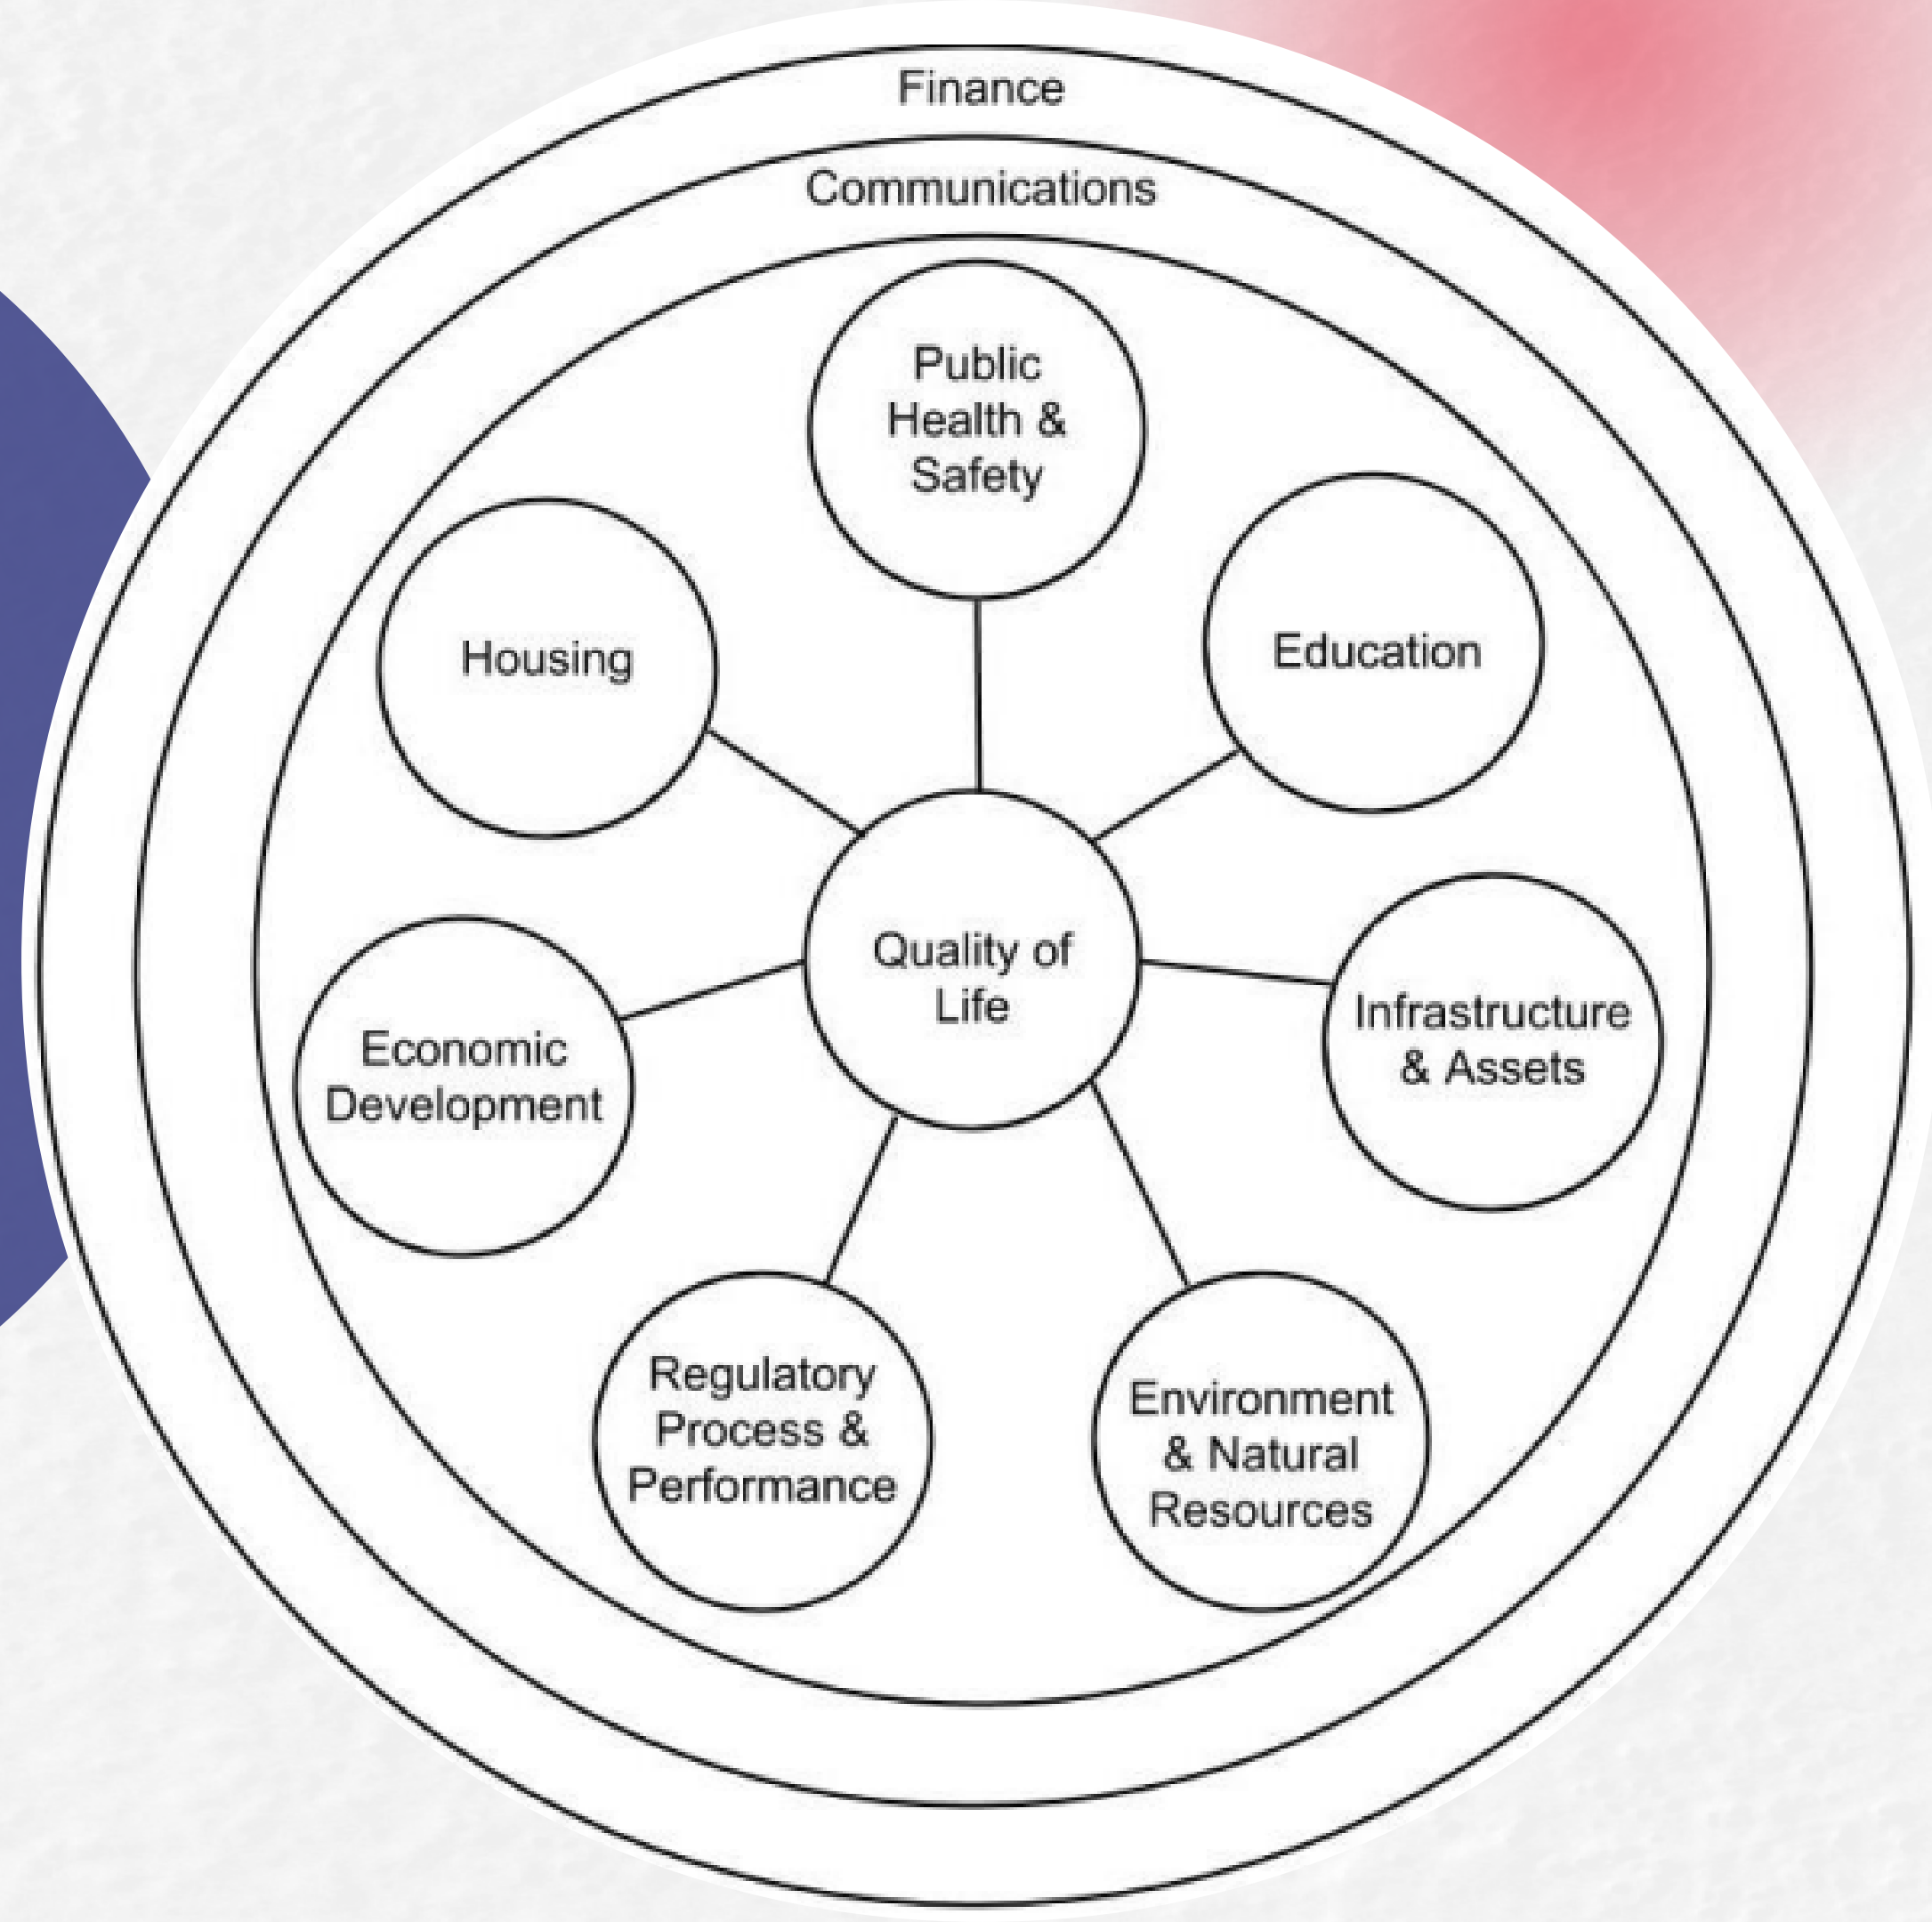 Finance
Communications
Public
Health &
Safety
Housing
Education
Quality of
Life
Infrastructure
& Assets
Economic
Development
Regulatory
Process &
Performance
Environment
& Natural
Resources